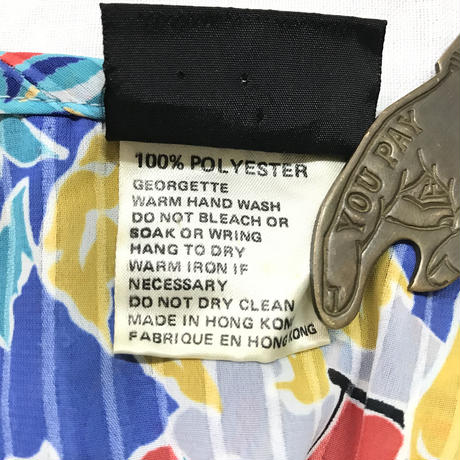 100% POLYESTER
GEORGETTE
WARM HAND WASH
DO NOT BLEACH OR
SOAK OR WRING
HANG TO DRY
WARM IRON IF
NECESSARY
DO NOT DRY CLEAN
MADE IN HONG KONG
FABRIQUE EN HONG KONG
YOU PAY